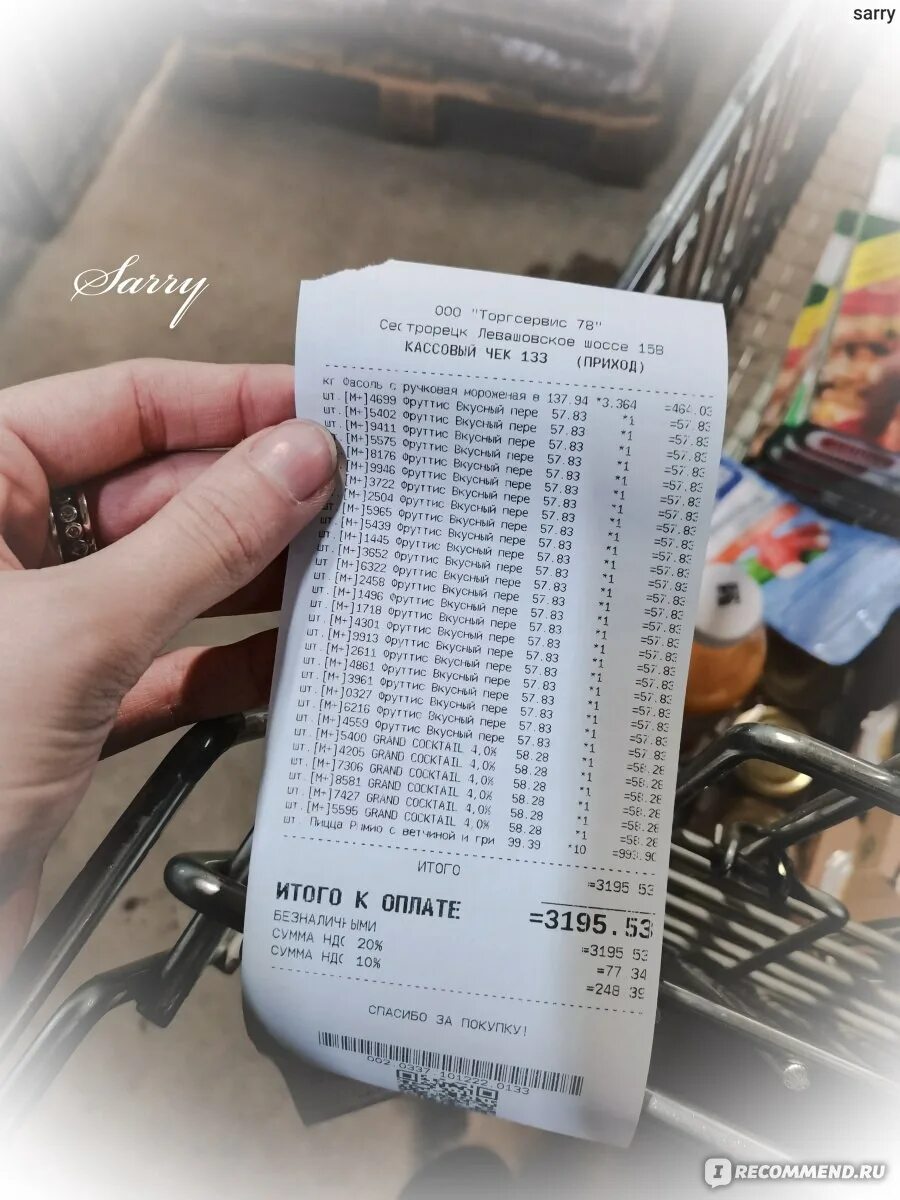 sarry
Sarry
ООО "Торгсервис 78"
Сестрорецк Левашовское шоссе 15В
КАССОВЫЙ ЧЕК 133 (ПРИХОД)
кг Фасоль стручковая мороженая в 137.94 *3.364 =464.03
шт.[М+]4699 Фруттис Вкусный пере 57.83 *1 =57.83
шт.[М+]5402 Фруттис Вкусный пере 57.83 *1 =57.83
шт.[М+]9411 Фруттис Вкусный пере 57.83 *1 =57.83
[М+]5575 Фруттис Вкусный пере 57.83 *1 =57.83
[М+]8176 Фруттис Вкусный пере 57.83 *1 =57.83
[М+]9946 Фруттис Вкусный пере 57.83 *1 =57.83
[М+]3722 Фруттис Вкусный пере 57.83 *1 =57.83
[М+]2504 Фруттис Вкусный пере 57.83 *1 =57.83
шт.[М+]5965 Фруттис Вкусный пере 57.83 *1 =57.83
шт.[М+]5439 Фруттис Вкусный пере 57.83 *1 =57.83
шт.[М+]1445 Фруттис Вкусный пере 57.83 *1 =57.83
шт.[М+]3652 Фруттис Вкусный пере 57.83 *1 =57.83
шт.[М+]6322 Фруттис Вкусный пере 57.83 *1 =57.83
шт.[М+]2458 Фруттис Вкусный пере 57.83 *1 =57.83
шт.[М+]1496 Фруттис Вкусный пере 57.83 *1 =57.83
шт.[М+]1718 Фруттис Вкусный пере 57.83 *1 =57.83
шт.[М+]4301 Фруттис Вкусный пере 57.83 *1 =57.83
шт.[М+]9913 Фруттис Вкусный пере 57.83 *1 =57.83
шт.[М+]2611 Фруттис Вкусный пере 57.83 *1 =57.83
шт.[М+]4861 Фруттис Вкусный пере 57.83 *1 =57.83
шт.[М+]3961 Фруттис Вкусный пере 57.83 *1 =57.83
шт.[М+]0327 Фруттис Вкусный пере 57.83 *1 =57.83
шт.[М+]6216 Фруттис Вкусный пере 57.83 *1 =57.83
шт.[М+]4559 Фруттис Вкусный пере 57.83 *1 =57.83
шт.[М+]5400 GRAND COCKTAIL 4,0% 58.28 *1 =58.28
шт.[М+]4205 GRAND COCKTAIL 4,0% 58.28 *1 =58.28
шт.[М+]7306 GRAND COCKTAIL 4,0% 58.28 *1 =58.28
шт.[М+]8581 GRAND COCKTAIL 4,0% 58.28 *1 =58.28
шт.[М+]7427 GRAND COCKTAIL 4,0% 58.28 *1 =58.28
шт.[М+]5595 GRAND COCKTAIL 4,0% 58.28 *1 =58.28
шт. Пицца Римио с ветчиной и гри 99.39 *10 =993.90
ИТОГО =3195.53
ИТОГО К ОПЛАТЕ =3195.53
БЕЗНАЛИЧНЫМИ =3195.53
СУММА НДС 20% =77.34
СУММА НДС 10% =248.39
СПАСИБО ЗА ПОКУПКУ!
002.0337.101222.0133
IRECOMMEND.RU